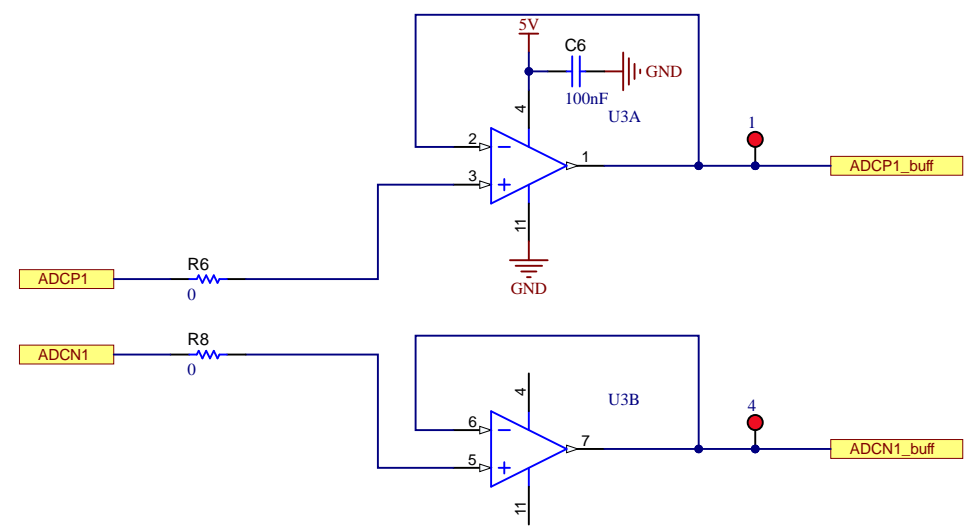 5V
C6
GND
100nF
4
U3A
1
2
1
ADCP1_buff
3
11
R6
ADCP1
0
GND
R8
ADCN1
0
4
U3B
4
6
7
ADCN1_buff
5
11